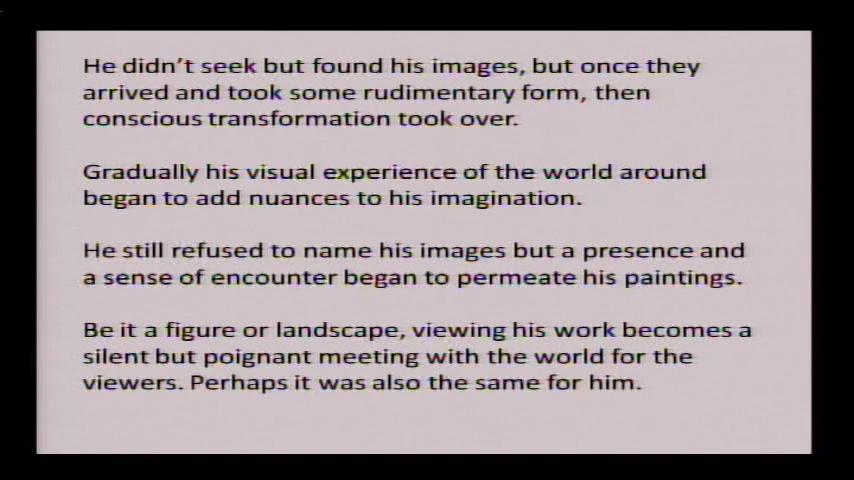 He didn't seek but found his images, but once they
arrived and took some rudimentary form, then
conscious transformation took over.
Gradually his visual experience of the world around
began to add nuances to his imagination.
He still refused to name his images but a presence and
a sense of encounter began to permeate his paintings.
Be it a figure or landscape, viewing his work becomes a
silent but poignant meeting with the world for the
viewers. Perhaps it was also the same for him.